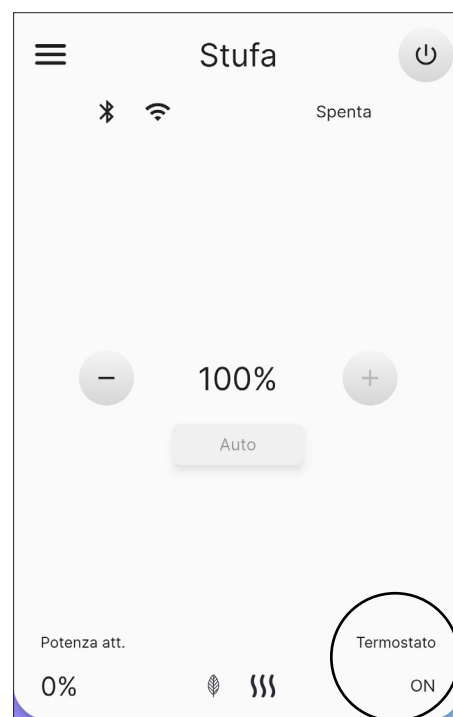 Stufa
Spenta
100%
Auto
Potenza att.
Termostato
0%
ON